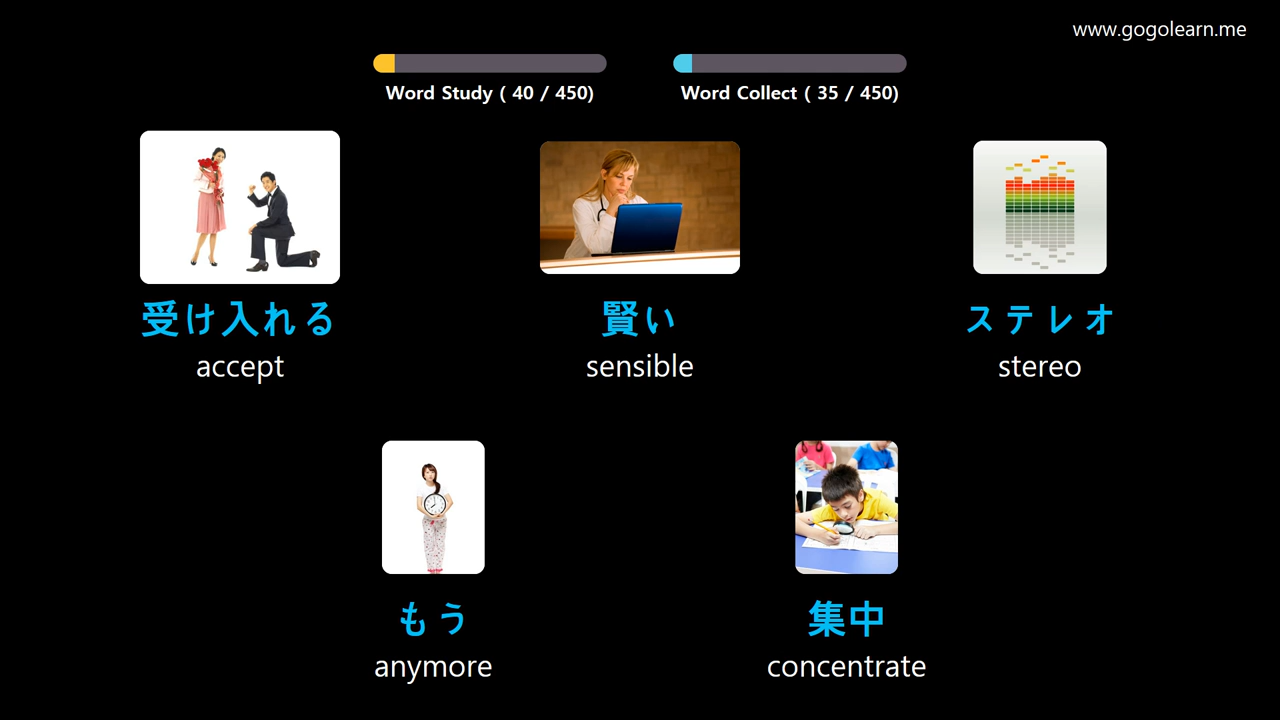 www.gogolearn.me
Word Study ( 40 / 450)
Word Collect ( 35 / 450)
受け入れる
accept
賢い
sensible
ステレオ
stereo
もう
anymore
集中
concentrate